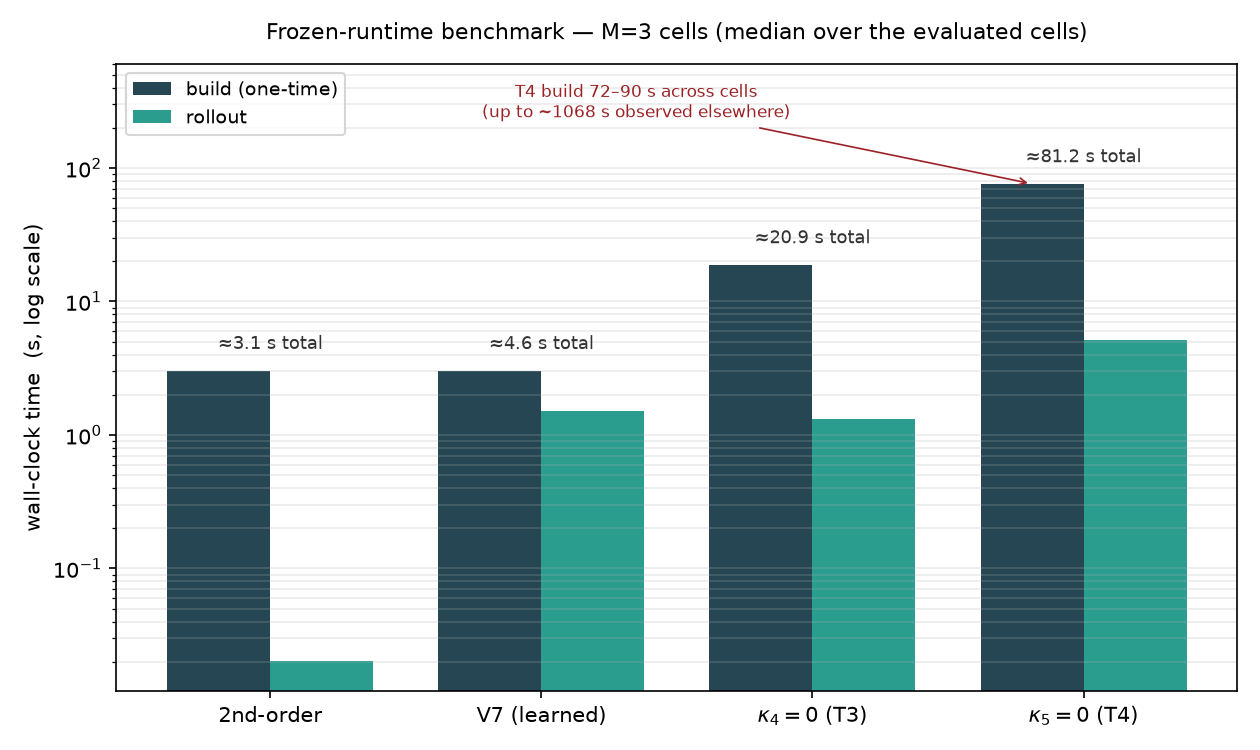 Frozen-runtime benchmark — M=3 cells (median over the evaluated cells)
build (one-time)
rollout
T4 build 72–90 s across cells
(up to ~1068 s observed elsewhere)
≈81.2 s total
≈20.9 s total
≈3.1 s total
≈4.6 s total
wall-clock time (s, log scale)
10²
10¹
10⁰
10⁻¹
2nd-order
V7 (learned)
κ₄ = 0 (T3)
κ₅ = 0 (T4)